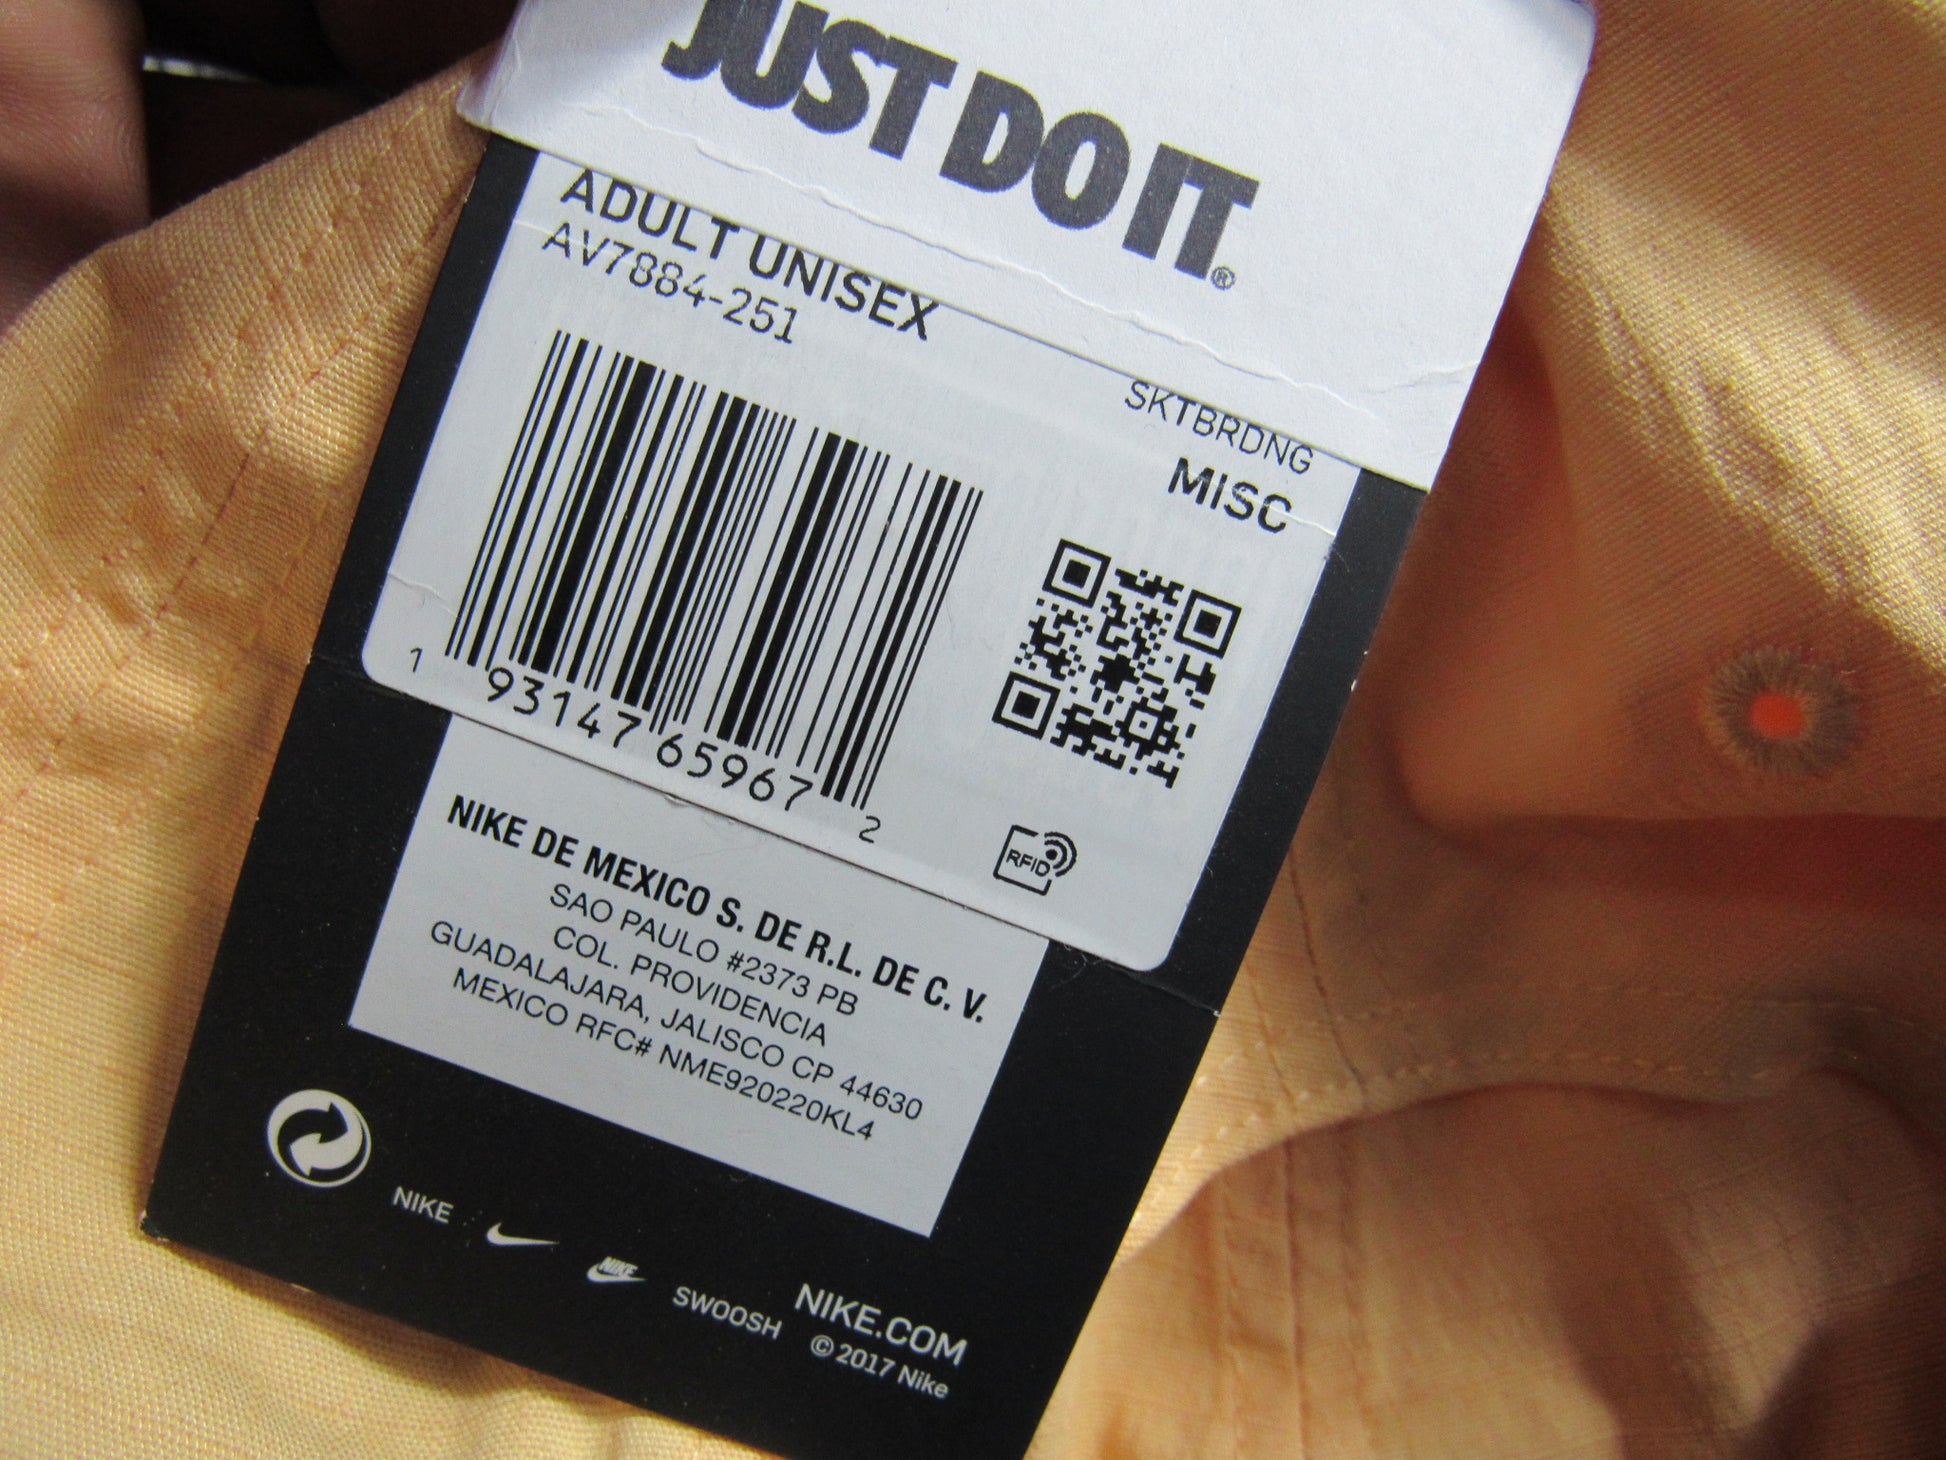 JUST DO IT®
ADULT UNISEX
AV7884-251
SKTBRDNG
MISC
1 93147 65967 2
RFID
NIKE DE MEXICO S. DE R.L. DE C. V.
SAO PAULO #2373 PB
COL. PROVIDENCIA
GUADALAJARA, JALISCO CP 44630
MEXICO RFC# NME920220KL4
NIKE
NIKE
SWOOSH
NIKE.COM
© 2017 Nike